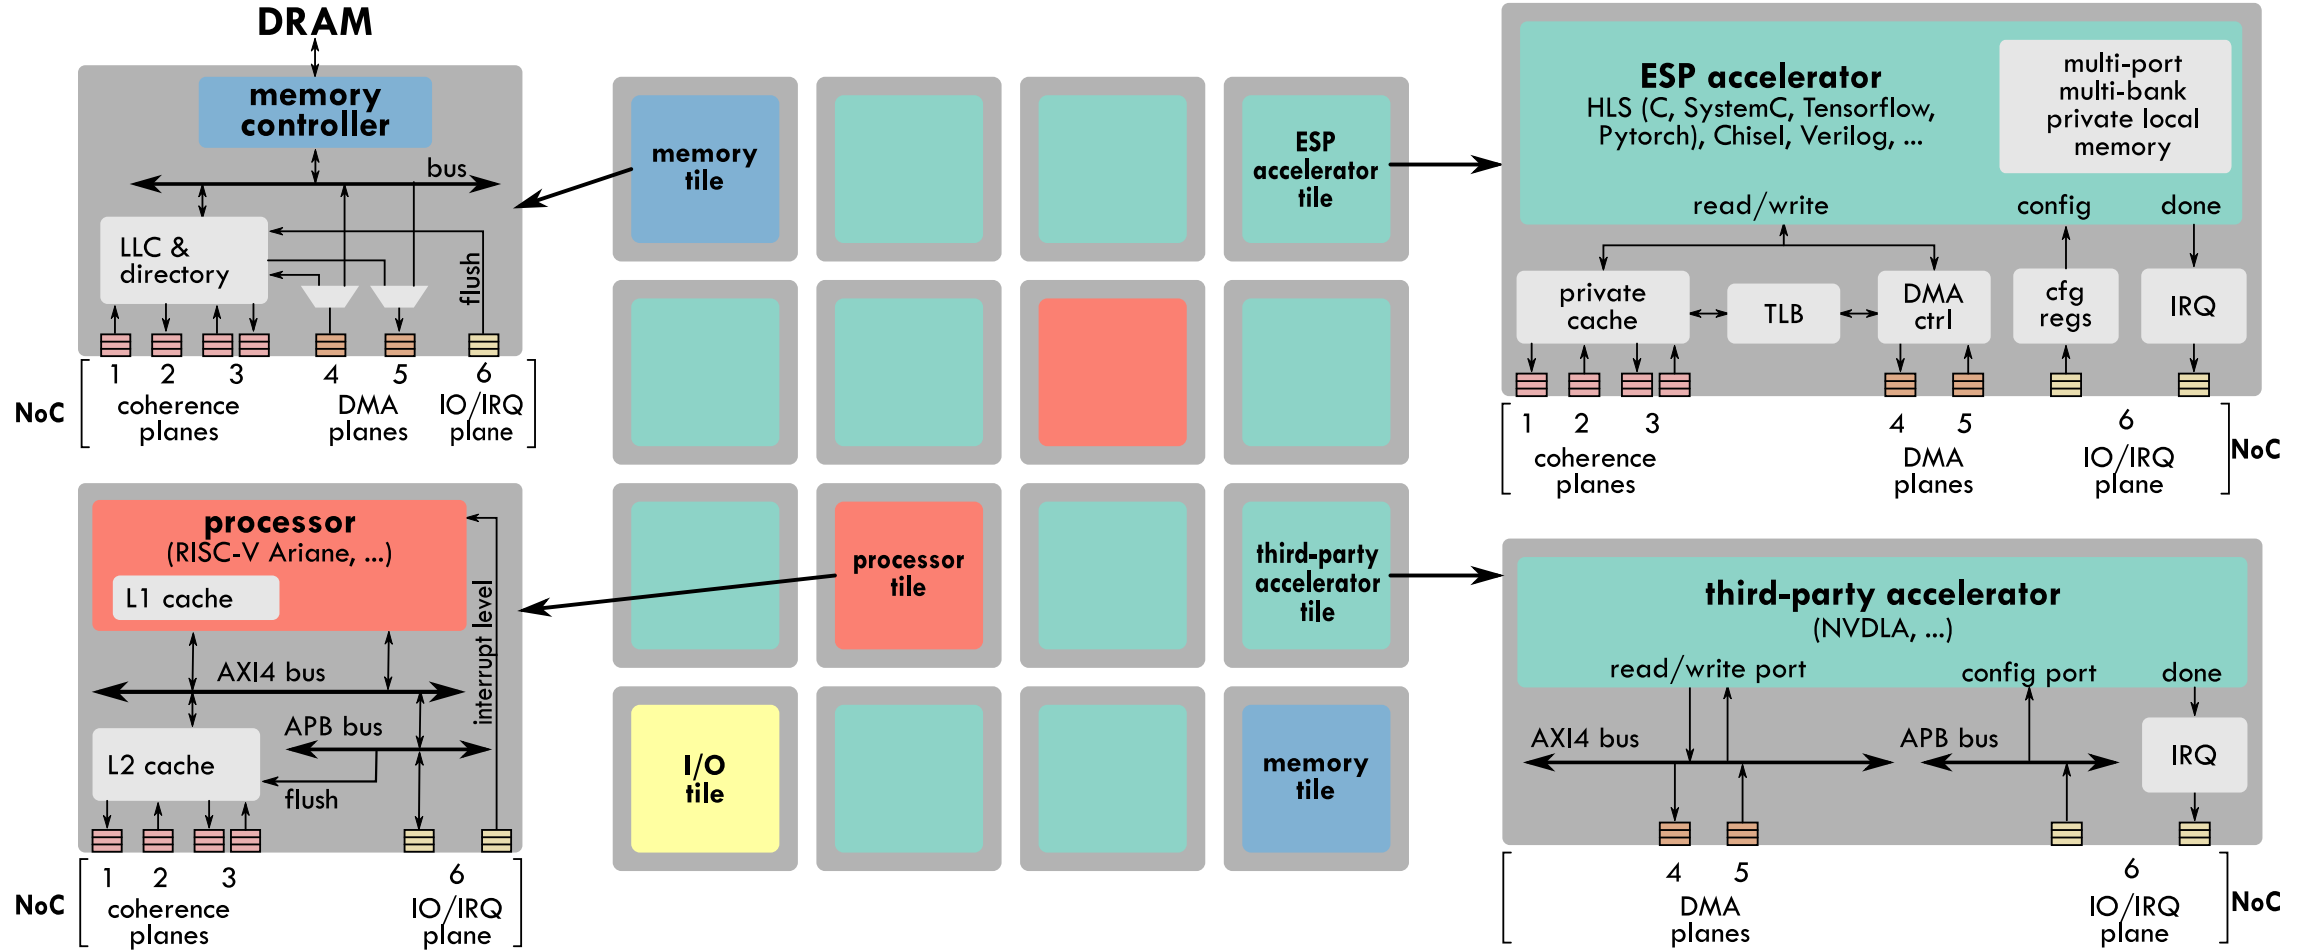 DRAM
memory
controller
bus
LLC &
directory
flush
1 2 3 4 5 6
NoC
coherence
planes
DMA
planes
IO/IRQ
plane
processor
(RISC-V Ariane, ...)
L1 cache
interrupt level
AXI4 bus
APB bus
L2 cache
flush
1 2 3 6
NoC
coherence
planes
IO/IRQ
plane
memory
tile
ESP
accelerator
tile
processor
tile
third-party
accelerator
tile
I/O
tile
memory
tile
ESP accelerator
HLS (C, SystemC, Tensorflow,
Pytorch), Chisel, Verilog, ...
multi-port
multi-bank
private local
memory
read/write
config
done
private
cache
TLB
DMA
ctrl
cfg
regs
IRQ
1 2 3 4 5 6
coherence
planes
DMA
planes
IO/IRQ
plane
NoC
third-party accelerator
(NVDLA, ...)
read/write port
config port
done
AXI4 bus
APB bus
IRQ
4 5 6
DMA
planes
IO/IRQ
plane
NoC